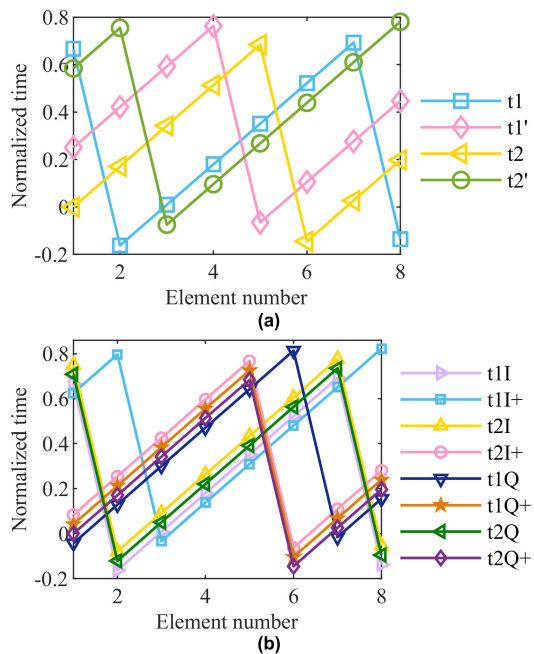 0.8
0.6
0.4
0.2
0
-0.2
Normalized time
2
4
6
8
Element number
t1
t1'
t2
t2'
(a)
0.8
0.6
0.4
0.2
0
-0.2
Normalized time
2
4
6
8
Element number
t1I
t1I+
t2I
t2I+
t1Q
t1Q+
t2Q
t2Q+
(b)